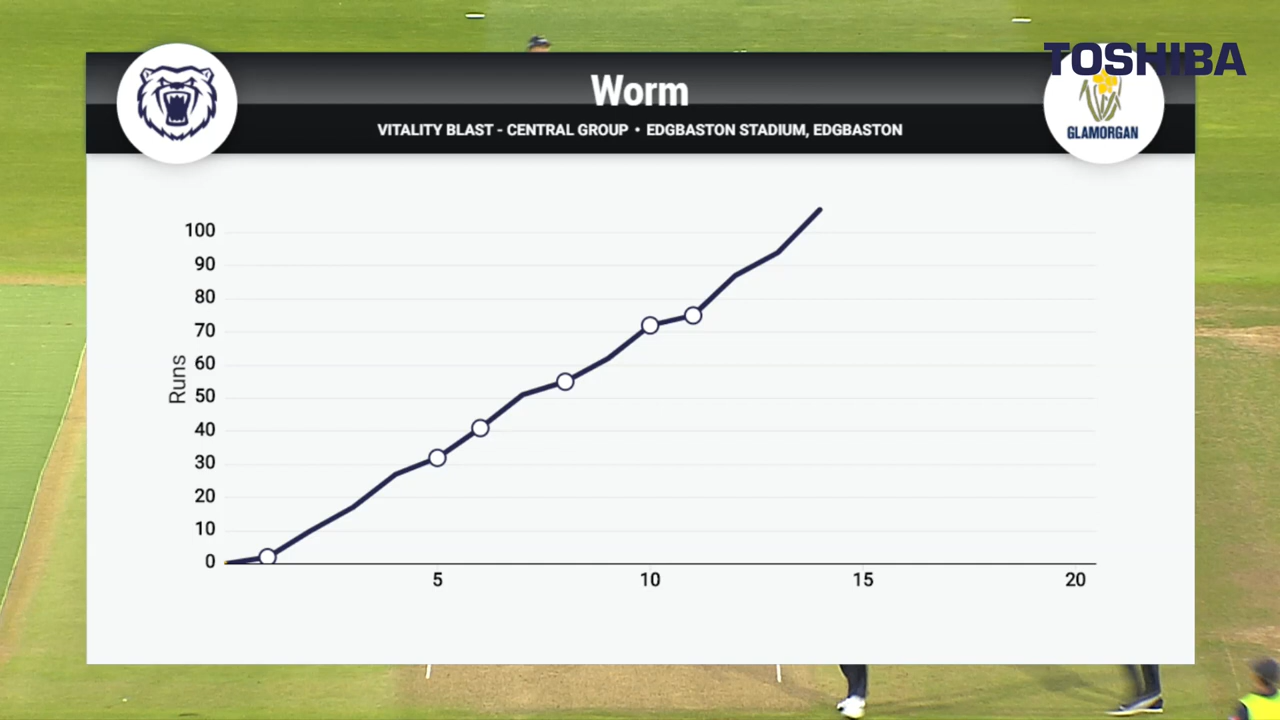 TOSHIBA
Worm
VITALITY BLAST - CENTRAL GROUP • EDGBASTON STADIUM, EDGBASTON
GLAMORGAN
Runs
100
90
80
70
60
50
40
30
20
10
0
5 10 15 20